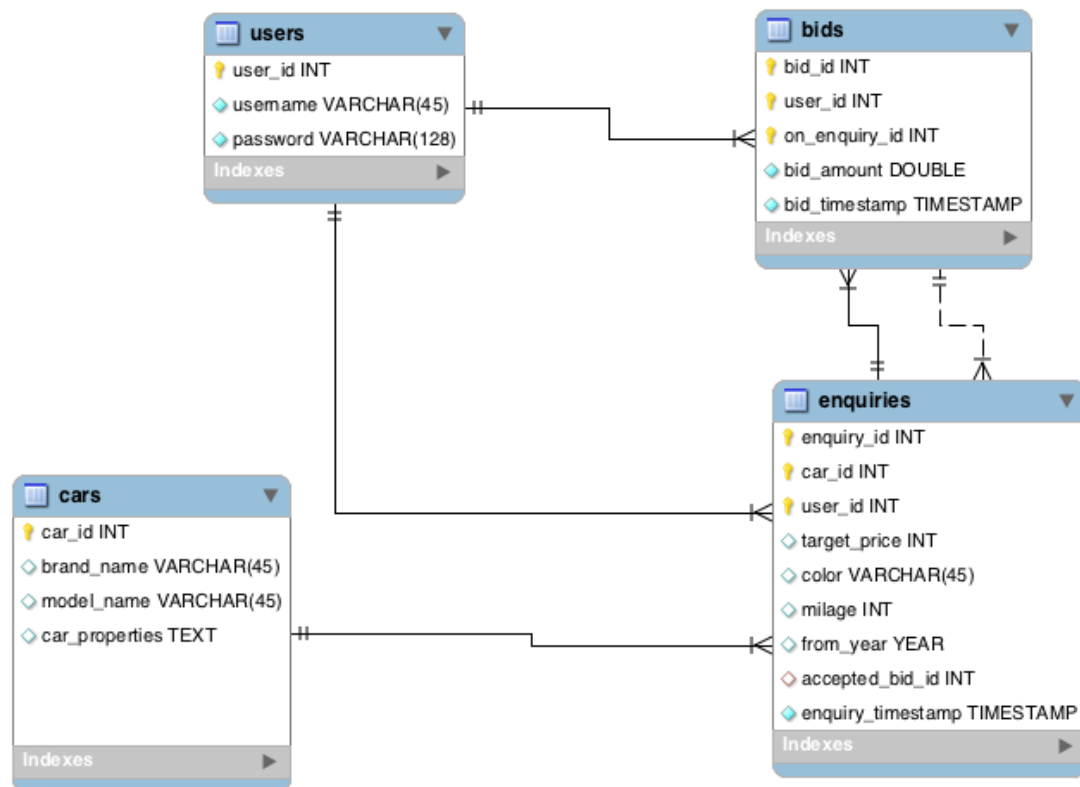 users
user_id INT
username VARCHAR(45)
password VARCHAR(128)
Indexes
bids
bid_id INT
user_id INT
on_enquiry_id INT
bid_amount DOUBLE
bid_timestamp TIMESTAMP
Indexes
cars
car_id INT
brand_name VARCHAR(45)
model_name VARCHAR(45)
car_properties TEXT
Indexes
enquiries
enquiry_id INT
car_id INT
user_id INT
target_price INT
color VARCHAR(45)
milage INT
from_year YEAR
accepted_bid_id INT
enquiry_timestamp TIMESTAMP
Indexes